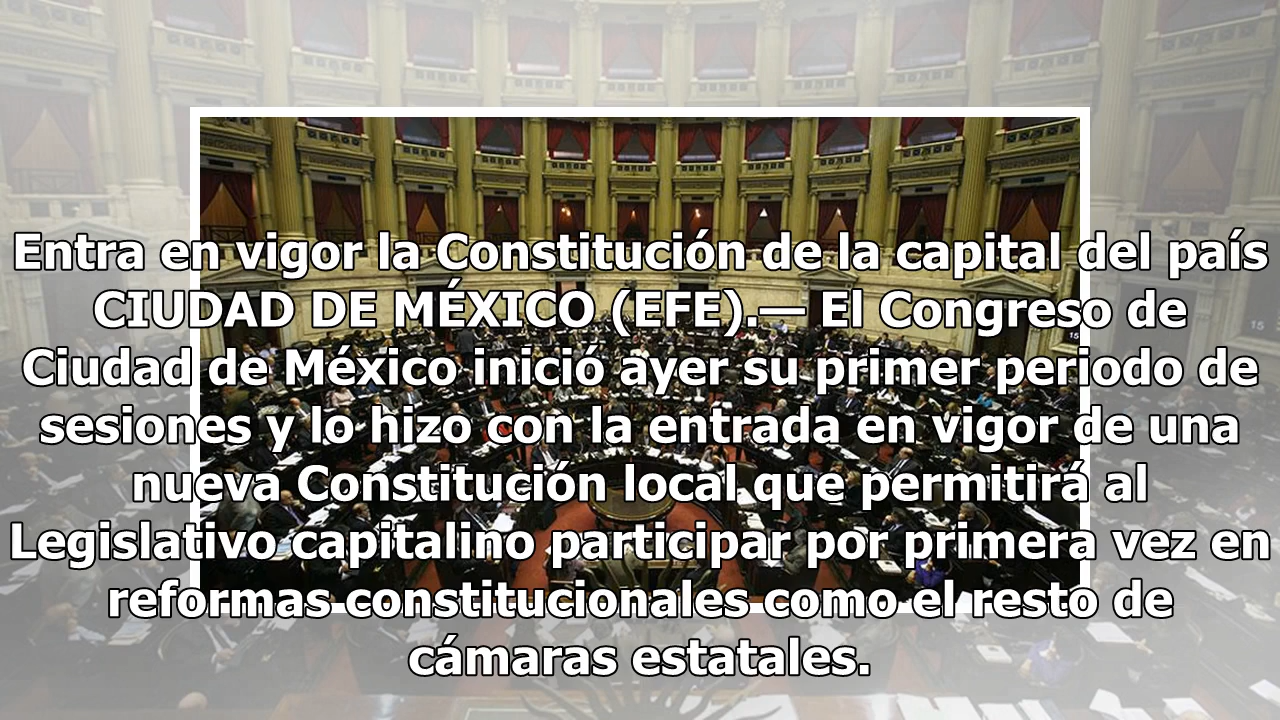 Entra en vigor la Constitución de la capital del país
CIUDAD DE MÉXICO (EFE).— El Congreso de
Ciudad de México inició ayer su primer periodo de
sesiones y lo hizo con la entrada en vigor de una
nueva Constitución local que permitirá al
Legislativo capitalino participar por primera vez en
reformas constitucionales como el resto de
cámaras estatales.
15
15